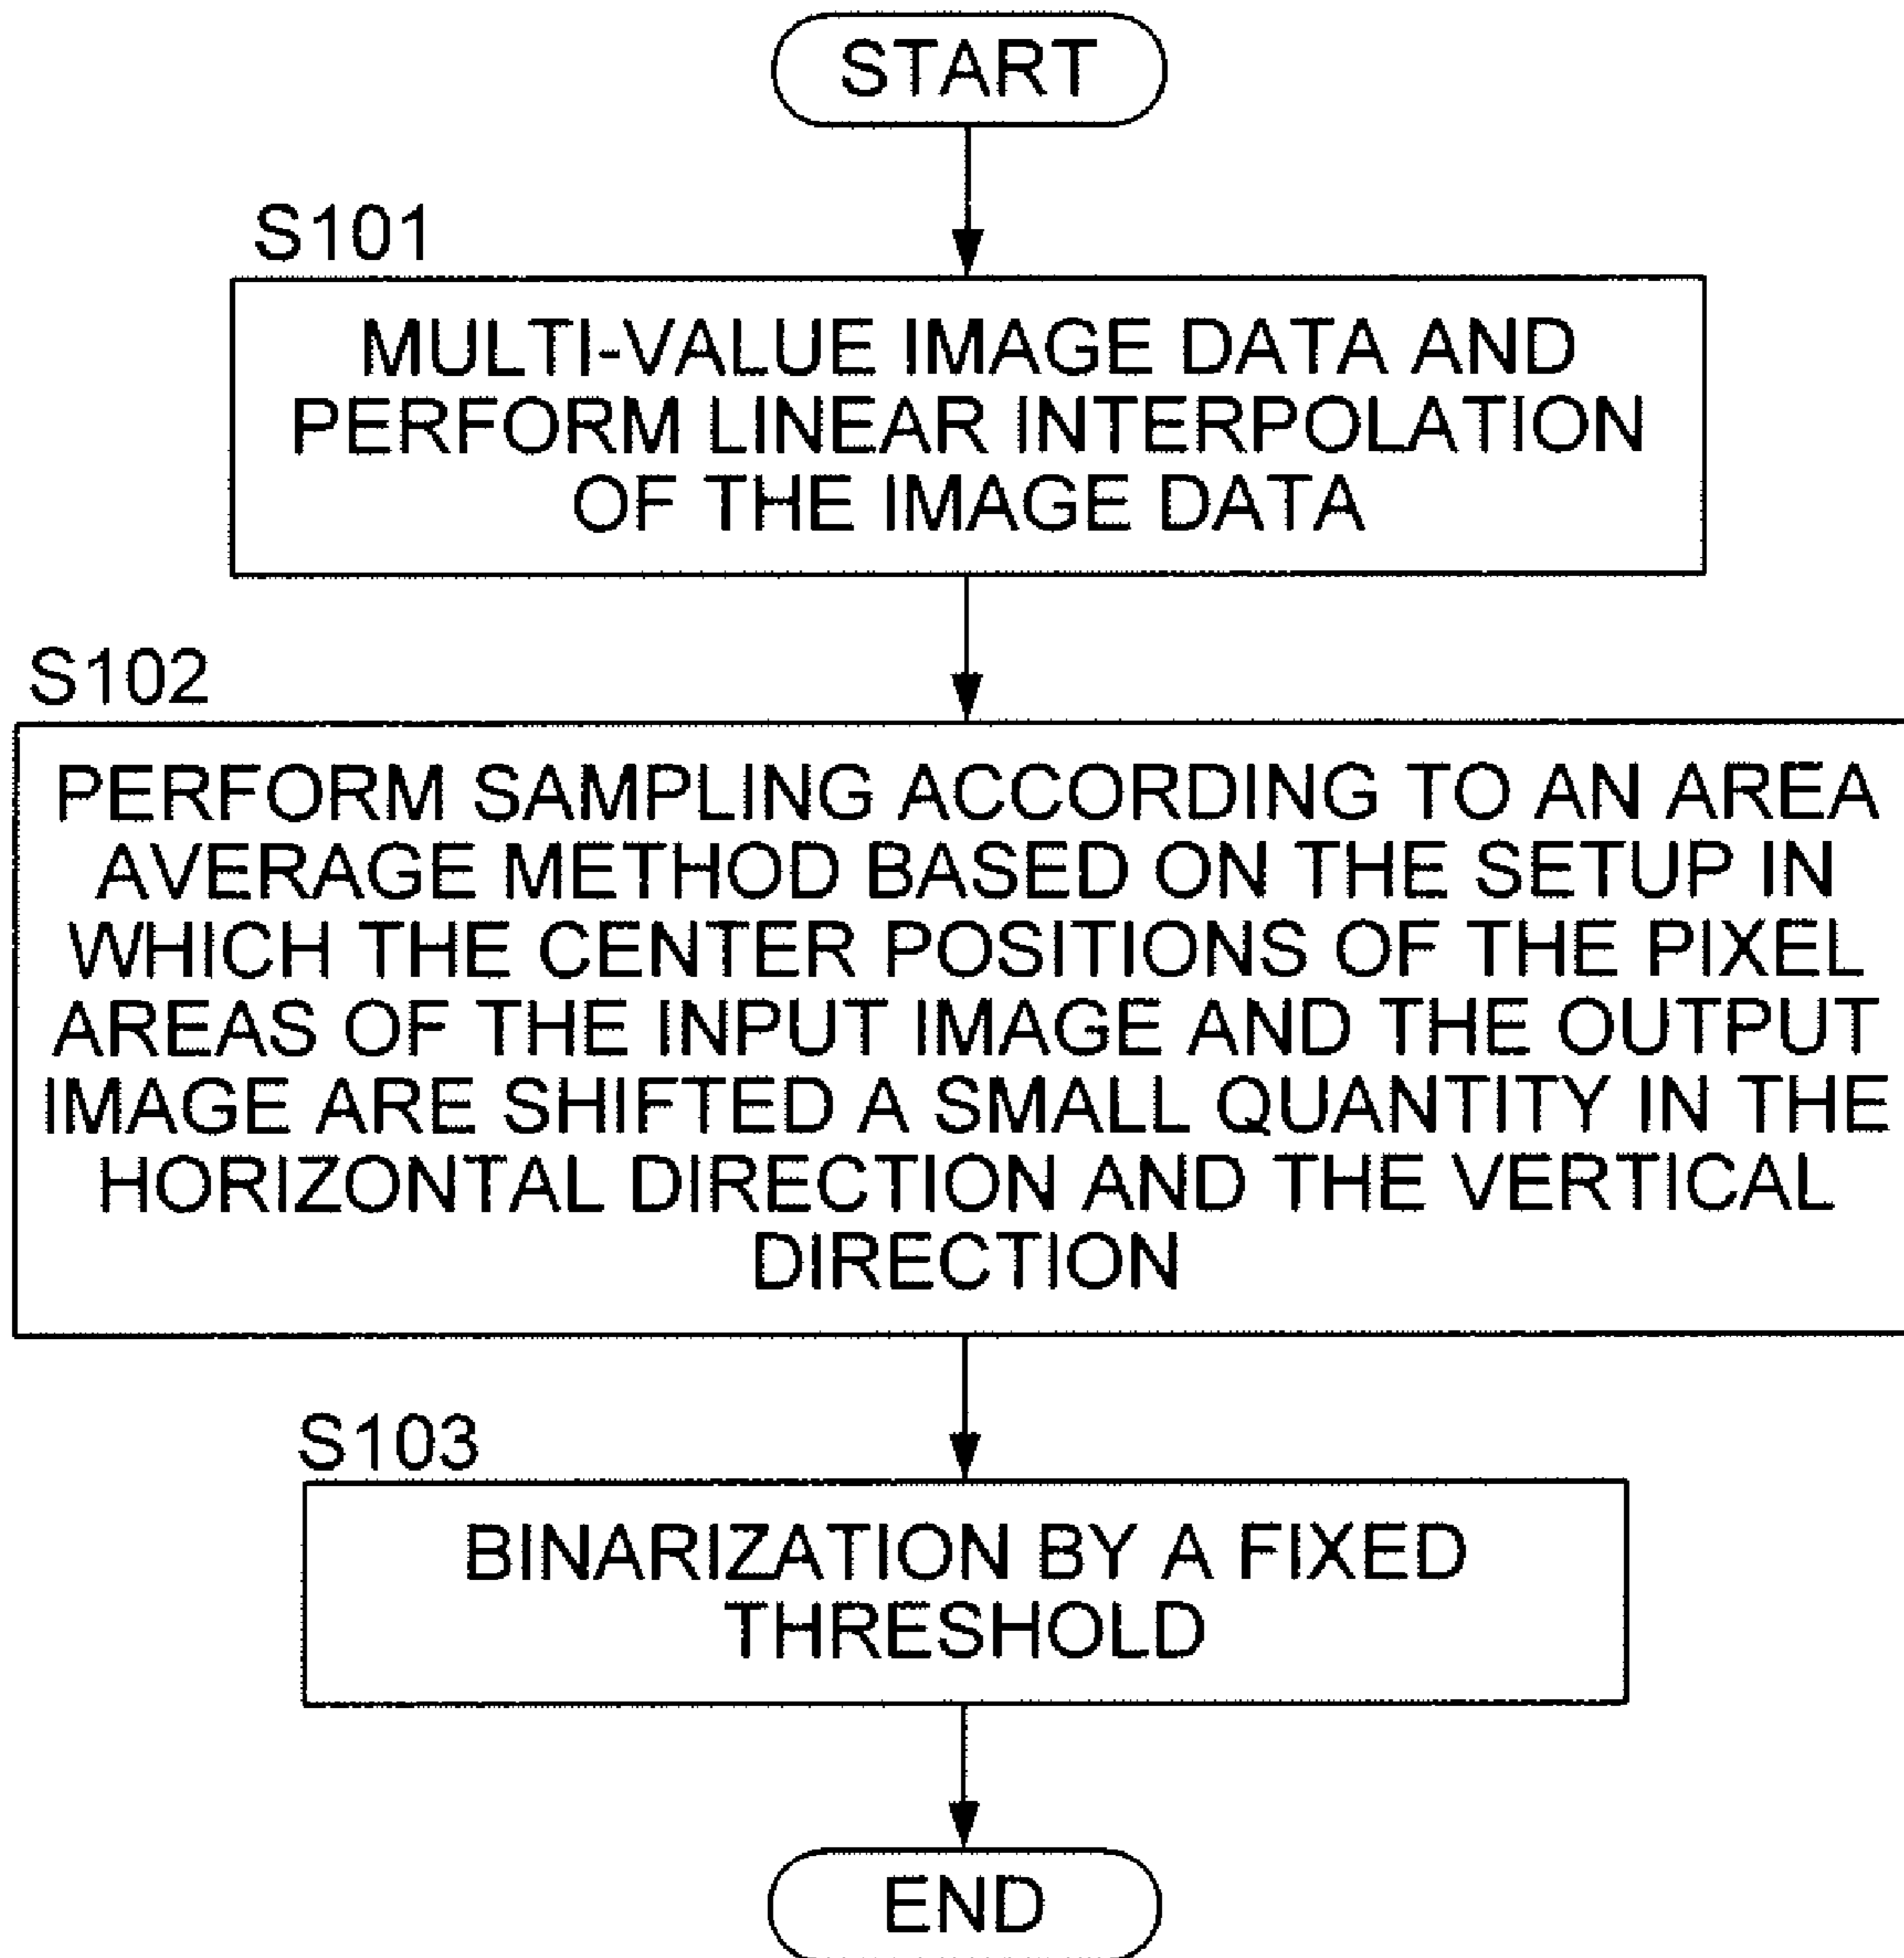 START
S101
MULTI-VALUE IMAGE DATA AND
PERFORM LINEAR INTERPOLATION
OF THE IMAGE DATA
S102
PERFORM SAMPLING ACCORDING TO AN AREA
AVERAGE METHOD BASED ON THE SETUP IN
WHICH THE CENTER POSITIONS OF THE PIXEL
AREAS OF THE INPUT IMAGE AND THE OUTPUT
IMAGE ARE SHIFTED A SMALL QUANTITY IN THE
HORIZONTAL DIRECTION AND THE VERTICAL
DIRECTION
S103
BINARIZATION BY A FIXED
THRESHOLD
END